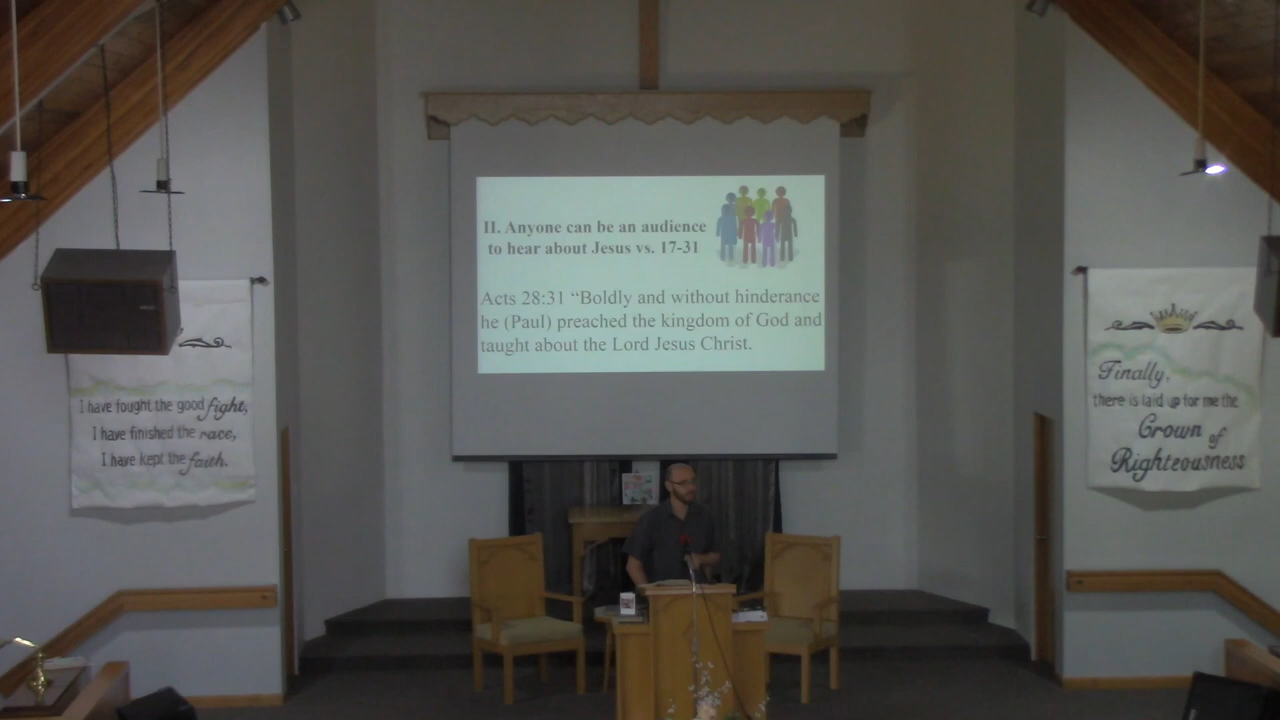 II. Anyone can be an audience
to hear about Jesus vs. 17-31
Acts 28:31 “Boldly and without hinderance
he (Paul) preached the kingdom of God and
taught about the Lord Jesus Christ.
I have fought the good fight,
I have finished the race,
I have kept the faith.
Finally,
there is laid up for me the
Crown of
Righteousness